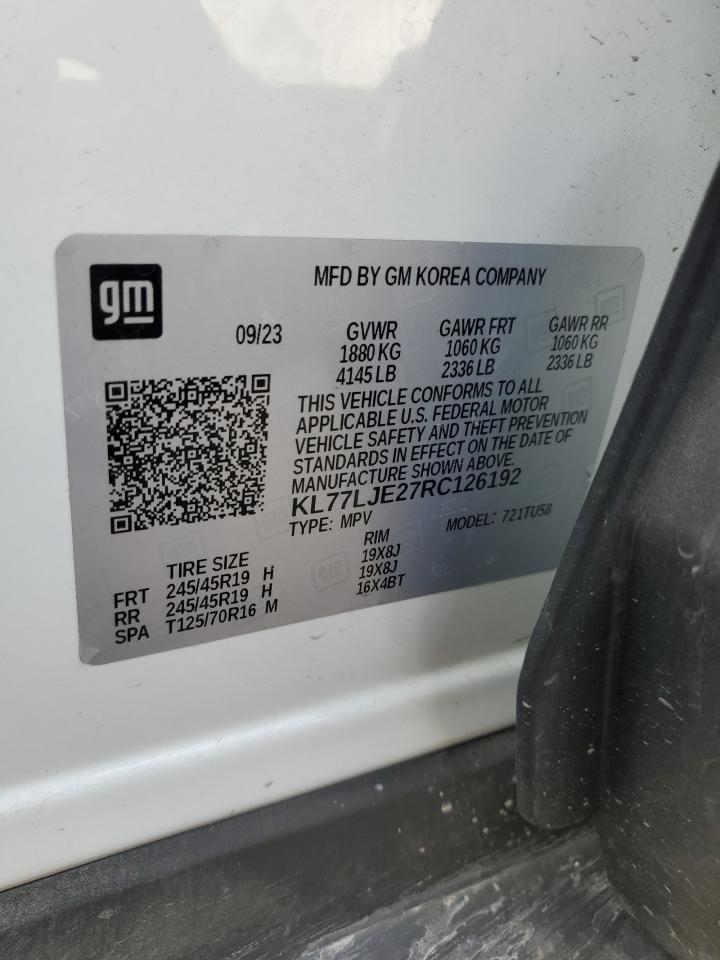 gm
MFD BY GM KOREA COMPANY
09/23 GVWR GAWR FRT GAWR RR
1880 KG 1060 KG 1060 KG
4145 LB 2336 LB 2336 LB
THIS VEHICLE CONFORMS TO ALL
APPLICABLE U.S. FEDERAL MOTOR
VEHICLE SAFETY AND THEFT PREVENTION
STANDARDS IN EFFECT ON THE DATE OF
MANUFACTURE SHOWN ABOVE.
KL77LJE27RC126192
TYPE: MPV MODEL: 721TU58
TIRE SIZE RIM
FRT 245/45R19 H 19X8J
RR 245/45R19 H 19X8J
SPA T125/70R16 M 16X4BT